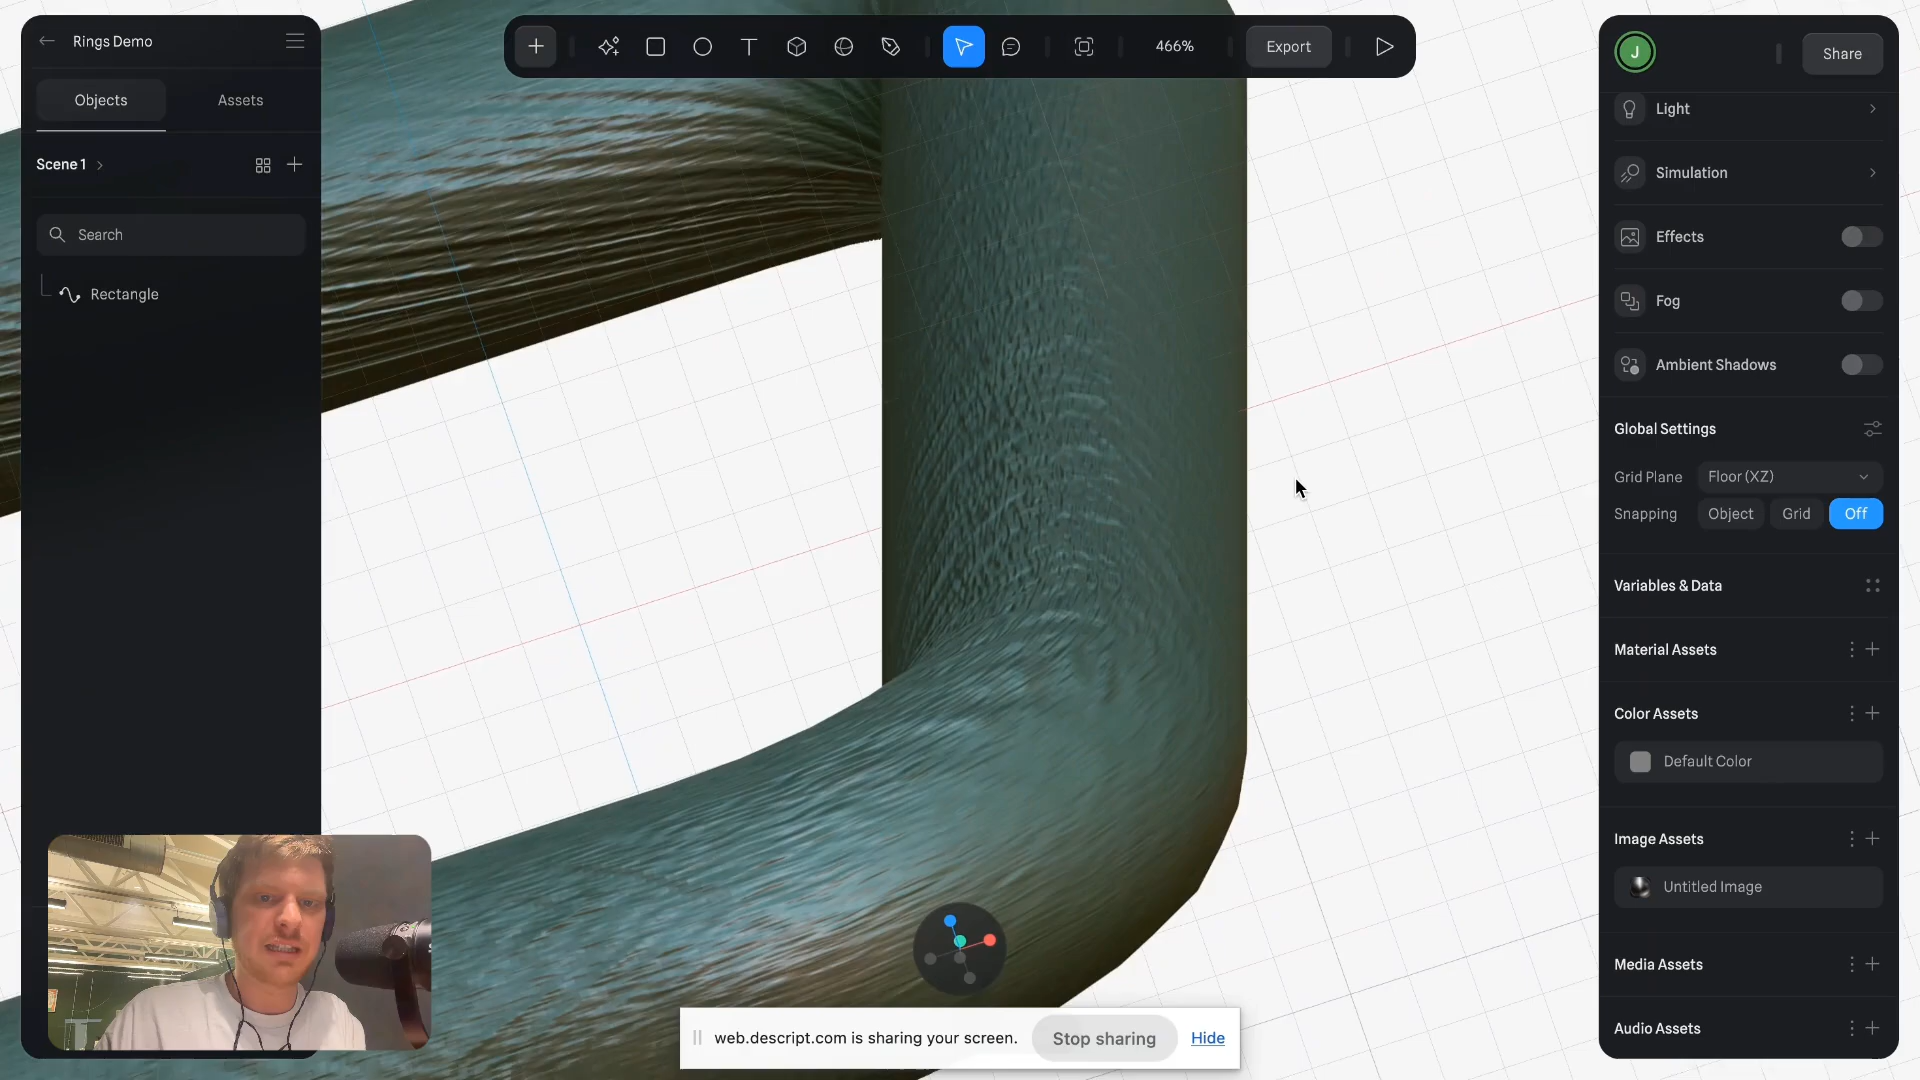 Rings Demo
466%
Export
J
Share
Objects
Assets
Scene 1
Search
Rectangle
Light
Simulation
Effects
Fog
Ambient Shadows
Global Settings
Grid Plane
Floor (XZ)
Snapping
Object
Grid
Off
Variables & Data
Material Assets
Color Assets
Default Color
Image Assets
Untitled Image
Media Assets
Audio Assets
web.descript.com is sharing your screen.
Stop sharing
Hide